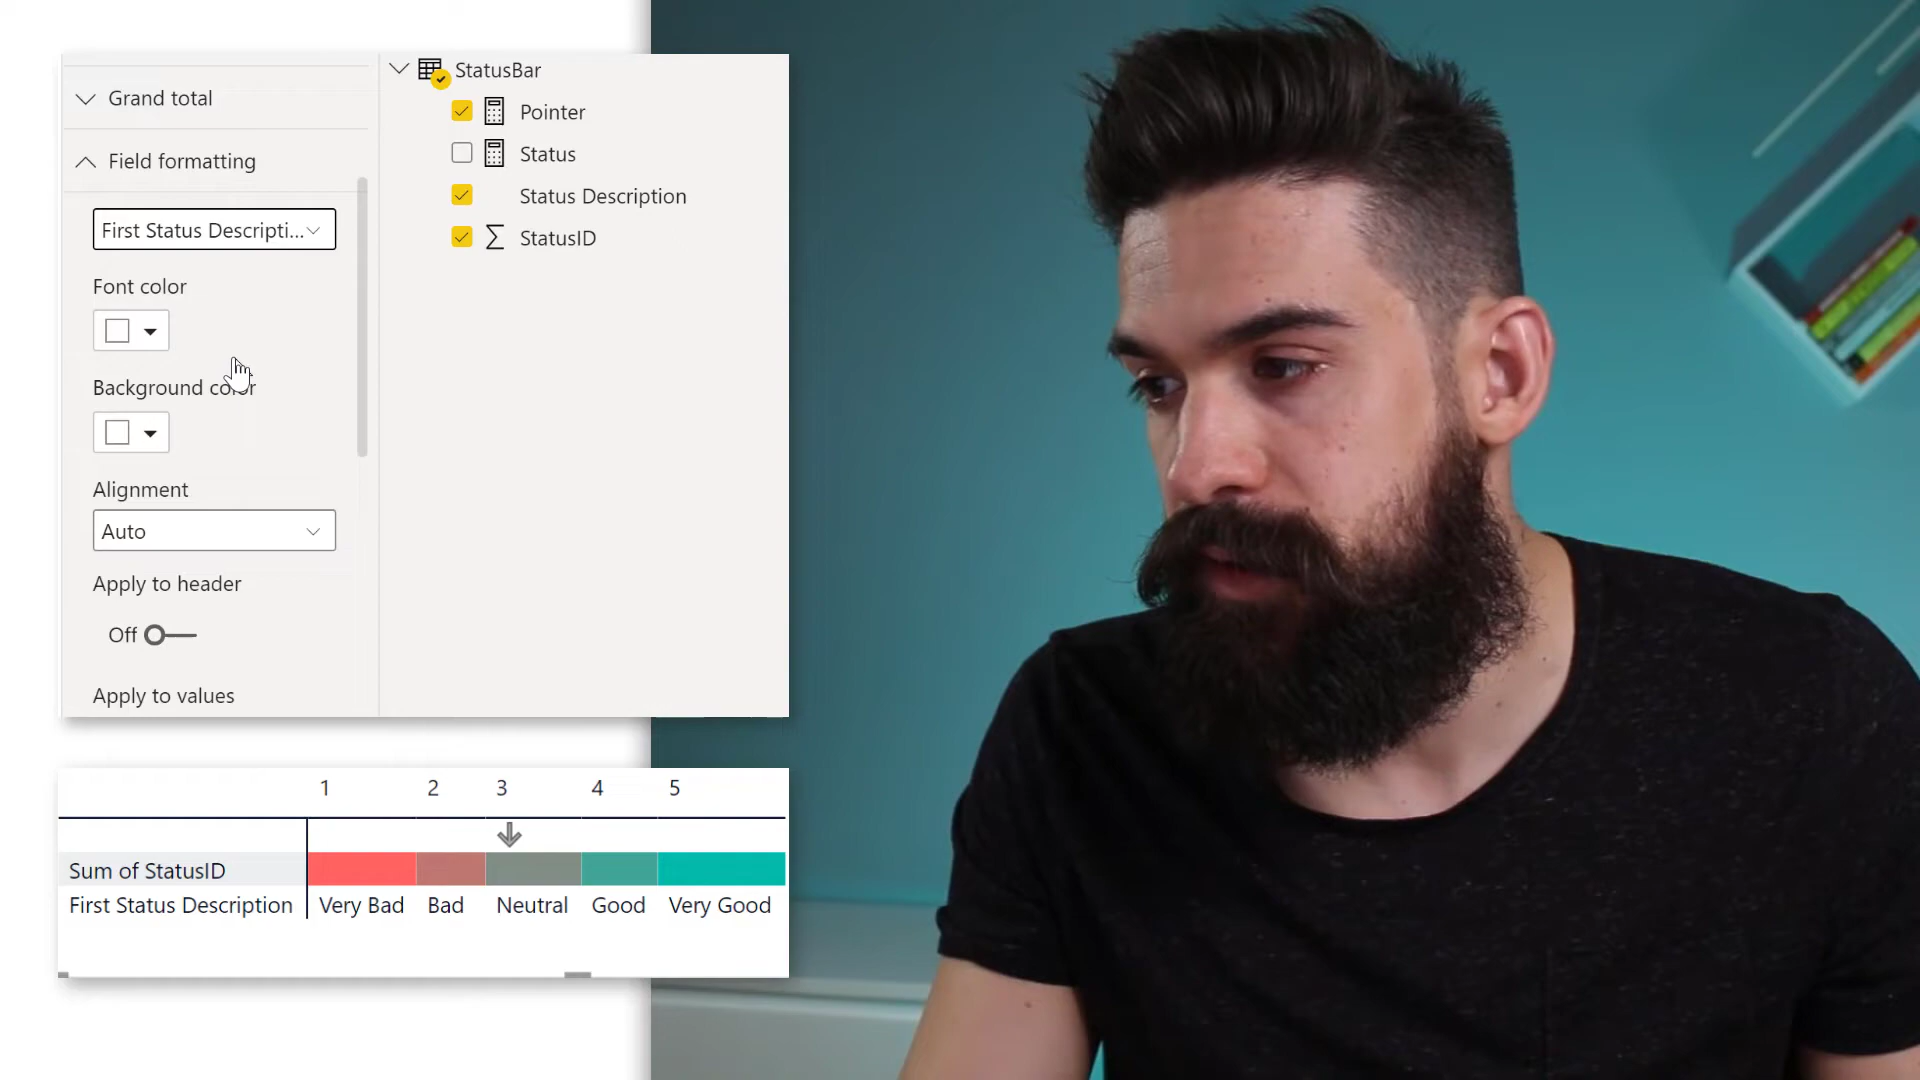 Grand total
Field formatting
First Status Descripti...
Font color
Background color
Alignment
Auto
Apply to header
Off
Apply to values
StatusBar
Pointer
Status
Status Description
StatusID
1 2 3 4 5
Sum of StatusID
First Status Description Very Bad Bad Neutral Good Very Good